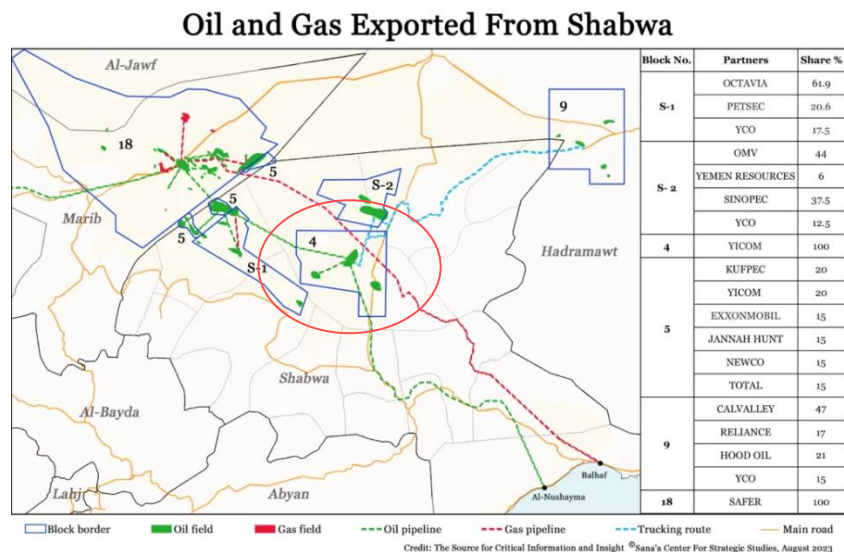 Oil and Gas Exported From Shabwa
Al-Jawf
18
9
5
S-2
5
Marib
5
4
S-1
Hadramawt
Shabwa
Al-Bayda
Lahj
Abyan
Balhaf
Al-Nushayma
Block No. Partners Share %
S-1
OCTAVIA 61.9
PETSEC 20.6
YCO 17.5
S- 2
OMV 44
YEMEN RESOURCES 6
SINOPEC 37.5
YCO 12.5
4 YICOM 100
5
KUFPEC 20
YICOM 20
EXXONMOBIL 15
JANNAH HUNT 15
NEWCO 15
TOTAL 15
9
CALVALLEY 47
RELIANCE 17
HOOD OIL 21
YCO 15
18 SAFER 100
Block border Oil field Gas field Oil pipeline Gas pipeline Trucking route Main road
Credit: The Source for Critical Information and Insight ©Sana'a Center For Strategic Studies, August 2023